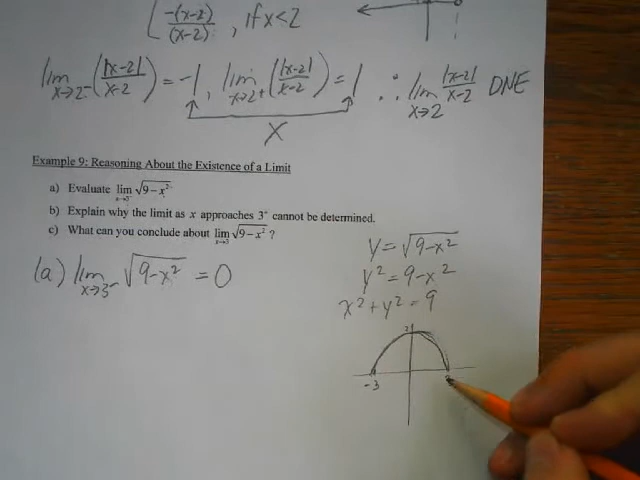 -(x-2)/(x-2), if x<2
lim x→2⁻ (|x-2|/x-2) = -1, lim x→2⁺ (|x-2|/x-2) = 1 ∴ lim x→2 |x-2|/x-2 DNE
X
Example 9: Reasoning About the Existence of a Limit
a) Evaluate lim x→3⁻ √9-x²
b) Explain why the limit as x approaches 3⁺ cannot be determined.
c) What can you conclude about lim x→3 √9-x² ?
(a) lim x→3⁻ √9-x² = 0
y = √9-x²
y² = 9-x²
x² + y² = 9
-3